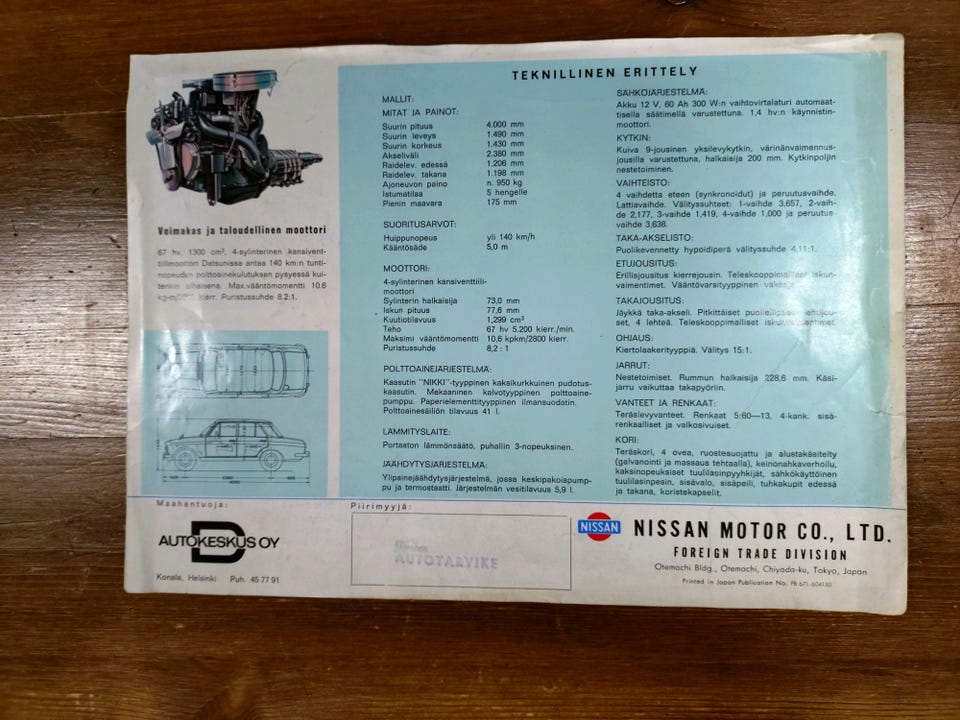 TEKNILLINEN ERITTELY
Voimakas ja taloudellinen moottori
67 hv, 1300 cm³, 4-sylinterinen kansivent-
tiilimoottori Datsunissa antaa 140 km:n tunti-
nopeuden polttoainekulutuksen pysyessä kui-
tenkin alhaisena. Max.vääntömomentti 10.6
kierr. Puristussuhde 8.2:1.
MALLIT:
MITAT JA PAINOT:
Suurin pituus 4.000 mm
Suurin leveys 1.490 mm
Suurin korkeus 1.430 mm
Akseliväli 2.380 mm
Raidelev. edessä 1.206 mm
Raidelev. takana 1.198 mm
Ajoneuvon paino n. 950 kg
Istumatilaa 5 hengelle
Pienin maavara 175 mm
SUORITUSARVOT:
Huippunopeus yli 140 km/h
Kääntösäde 5,0 m
MOOTTORI:
4-sylinterinen kansiventtiili-
moottori
Sylinterin halkaisija 73,0 mm
Iskun pituus 77,6 mm
Kuutiotilavuus 1,299 cm³
Teho 67 hv 5.200 kierr./min.
Maksimi vääntömomentti 10,6 kpkm/2800 kierr.
Puristussuhde 8,2 : 1
POLTTOAINEJÄRJESTELMÄ:
Kaasutin "NIKKI"-tyyppinen kaksikurkkuinen pudotus-
kaasutin. Mekaaninen kalvotyyppinen polttoaine-
pumppu. Paperielementtityyppinen ilmansuodatin.
Polttoainesäiliön tilavuus 41 l.
LÄMMITYSLAITE:
Portaaton lämmönsäätö, puhallin 3-nopeuksinen.
JÄÄHDYTYSJÄRJESTELMÄ:
Ylipainejäähdytysjärjestelmä, jossa keskipakoispump-
pu ja termostaatti. Järjestelmän vesitilavuus 5,9 l.
SÄHKÖJÄRJESTELMÄ:
Akku 12 V, 60 Ah 300 W:n vaihtovirtalaturi automaat-
tisella säätimellä varustettuna. 1,4 hv:n käynnistin-
moottori.
KYTKIN:
Kuiva 9-jousinen yksilevykytkin, värinänvaimennus-
jousilla varustettuna, halkaisija 200 mm. Kytkinpoljin
nestetoiminen.
VAIHTEISTO:
4 vaihdetta eteen (synkronoidut) ja peruutusvaihde.
Lattiavaihde. Välityssuhteet: 1-vaihde 3,657, 2-vaih-
de 2,177, 3-vaihde 1,419, 4-vaihde 1,000 ja peruutus-
vaihde 3,638.
TAKA-AKSELISTO:
Puolikevennetty hypoidiperä välityssuhde 4,11:1.
ETUJOUSITUS:
Erillisjousitus kierrejousin. Teleskooppimalliset iskun-
vaimentimet. Vääntövarsityyppinen
TAKAJOUSITUS:
Jäykkä taka-akseli. Pitkittäiset puolielliptiset lehtijou-
set, 4 lehteä. Teleskooppimalliset iskunvaimentimet.
OHJAUS:
Kiertolaakerityyppiä. Välitys 15:1.
JARRUT:
Nestetoimiset. Rummun halkaisija 228,6 mm. Käsi-
jarru vaikuttaa takapyöriin.
VANTEET JA RENKAAT:
Teräslevyvanteet. Renkaat 5:60—13, 4-kank. sisä-
renkaalliset ja valkosivuiset.
KORI:
Teräskori, 4 ovea, ruostesuojattu ja alustakäsitelty
(galvanointi ja massaus tehtaalla), keinonahkaverhoilu,
kaksinopeuksiset tuulilasinpyyhkijät, sähkökäyttöinen
tuulilasinpesin, sisävalo, sisäpeili, tuhkakupit edessä
ja takana, koristekapselit.
Maahantuoja:
D
AUTOKESKUS OY
Konala, Helsinki Puh. 45 77 91
Piirimyyjä:
AUTOTARVIKE
NISSAN
NISSAN MOTOR CO., LTD.
FOREIGN TRADE DIVISION
Otemachi Bldg., Otemachi, Chiyoda-ku, Tokyo, Japan
Printed in Japan Publication No. PB 671-604150